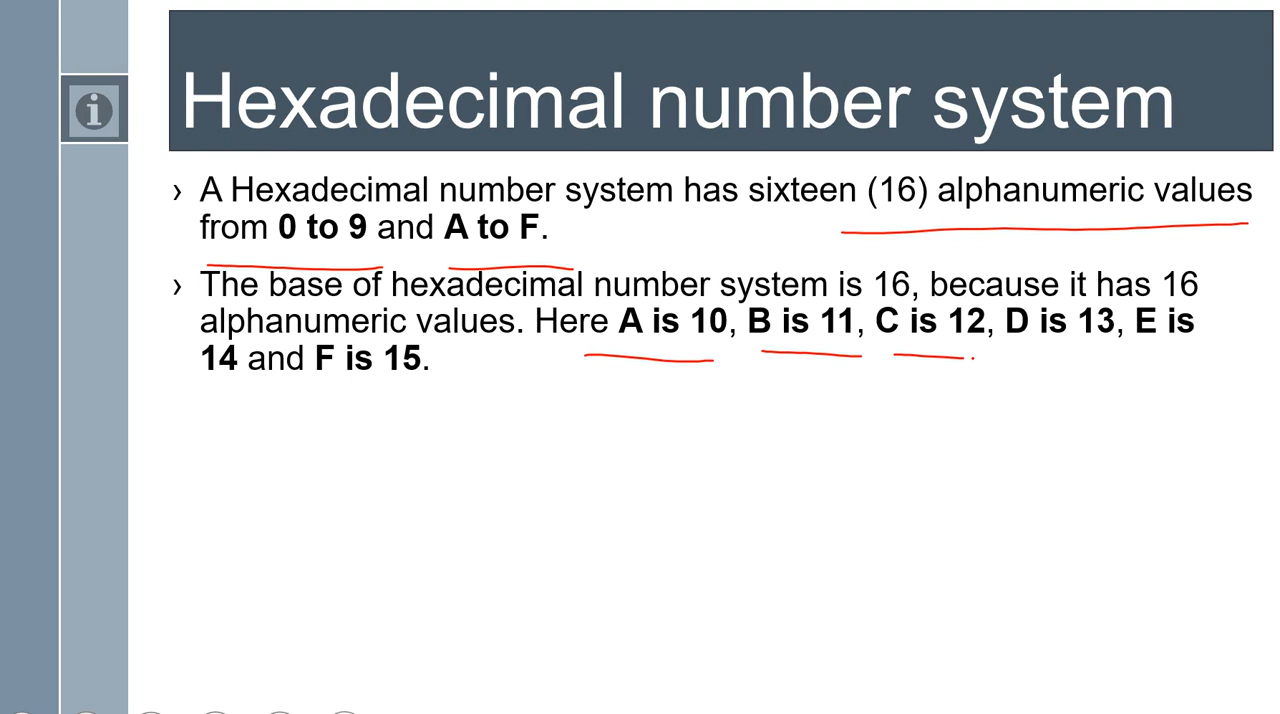 Hexadecimal number system
› A Hexadecimal number system has sixteen (16) alphanumeric values
from 0 to 9 and A to F.
› The base of hexadecimal number system is 16, because it has 16
alphanumeric values. Here A is 10, B is 11, C is 12, D is 13, E is
14 and F is 15.